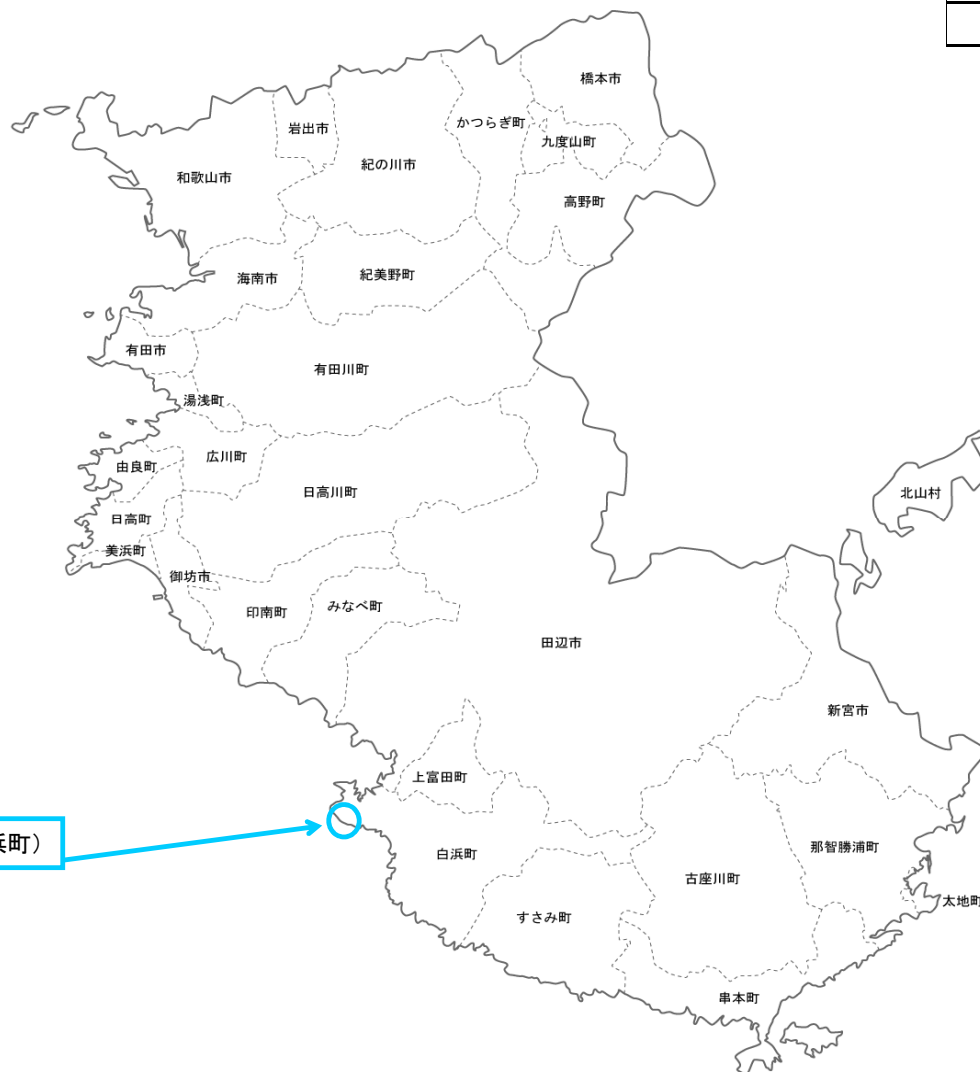 橋本市
かつらぎ町
岩出市
九度山町
紀の川市
和歌山市
高野町
海南市
紀美野町
有田市
有田川町
湯浅町
広川町
由良町
日高川町
北山村
日高町
美浜町
御坊市
印南町
みなべ町
田辺市
新宮市
上富田町
浜町）
白浜町
那智勝浦町
古座川町
太地町
すさみ町
串本町